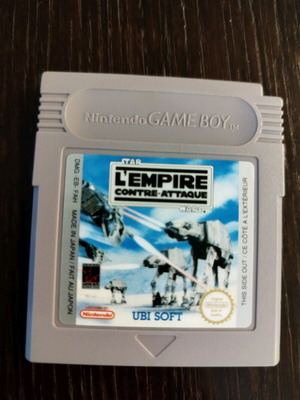 Nintendo GAME BOY TM
STAR
L'EMPIRE
CONTRE-ATTAQUE
WARS
DMG-EB-FAH MADE IN JAPAN / FAIT AU JAPON
THIS SIDE OUT / CE CÔTÉ A L'EXTÉRIEUR
Nintendo
UBI SOFT